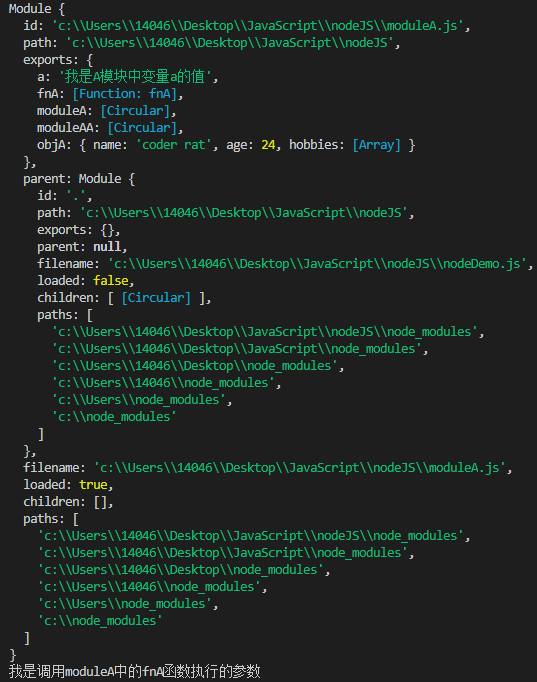 Module {
  id: 'c:\\Users\\14046\\Desktop\\JavaScript\\nodeJS\\moduleA.js',
  path: 'c:\\Users\\14046\\Desktop\\JavaScript\\nodeJS',
  exports: {
    a: '我是A模块中变量a的值',
    fnA: [Function: fnA],
    moduleA: [Circular],
    moduleAA: [Circular],
    objA: { name: 'coder rat', age: 24, hobbies: [Array] }
  },
  parent: Module {
    id: '.',
    path: 'c:\\Users\\14046\\Desktop\\JavaScript\\nodeJS',
    exports: {},
    parent: null,
    filename: 'c:\\Users\\14046\\Desktop\\JavaScript\\nodeJS\\nodeDemo.js',
    loaded: false,
    children: [ [Circular] ],
    paths: [
      'c:\\Users\\14046\\Desktop\\JavaScript\\nodeJS\\node_modules',
      'c:\\Users\\14046\\Desktop\\JavaScript\\node_modules',
      'c:\\Users\\14046\\Desktop\\node_modules',
      'c:\\Users\\14046\\node_modules',
      'c:\\Users\\node_modules',
      'c:\\node_modules'
    ]
  },
  filename: 'c:\\Users\\14046\\Desktop\\JavaScript\\nodeJS\\moduleA.js',
  loaded: true,
  children: [],
  paths: [
    'c:\\Users\\14046\\Desktop\\JavaScript\\nodeJS\\node_modules',
    'c:\\Users\\14046\\Desktop\\JavaScript\\node_modules',
    'c:\\Users\\14046\\Desktop\\node_modules',
    'c:\\Users\\14046\\node_modules',
    'c:\\Users\\node_modules',
    'c:\\node_modules'
  ]
}
我是调用moduleA中的fnA函数执行的参数